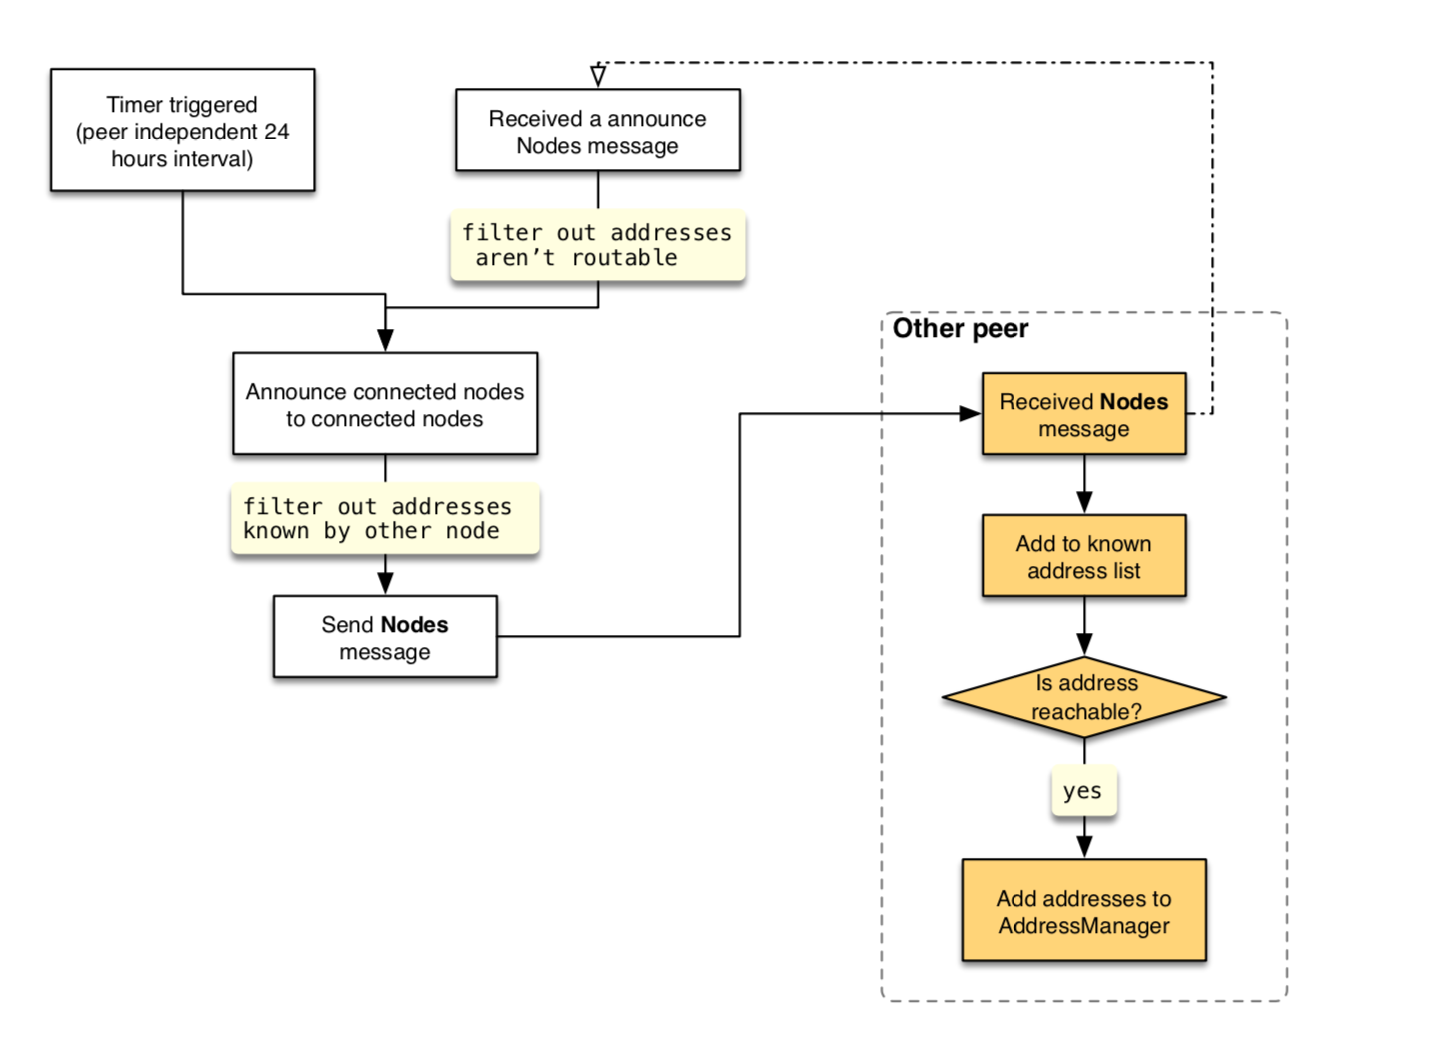 Timer triggered
(peer independent 24
hours interval)
Received a announce
Nodes message
filter out addresses
aren’t routable
Announce connected nodes
to connected nodes
filter out addresses
known by other node
Send Nodes
message
Other peer
Received Nodes
message
Add to known
address list
Is address
reachable?
yes
Add addresses to
AddressManager